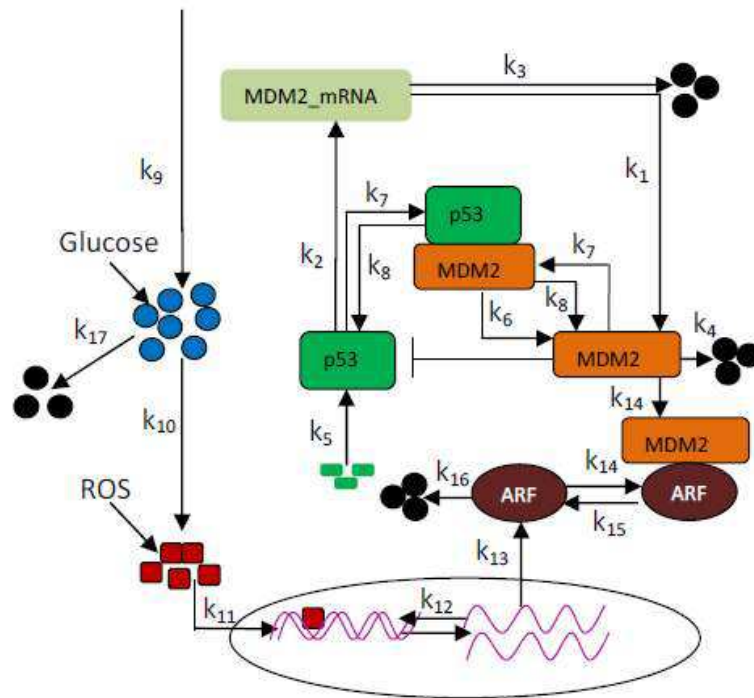 MDM2_mRNA
k3
k9
k1
k7
p53
Glucose
k2
k8
MDM2
k7
k8
k17
k6
p53
MDM2
k4
k10
k14
k5
MDM2
ROS
k16
ARF
k14
ARF
k15
k13
k11
k12